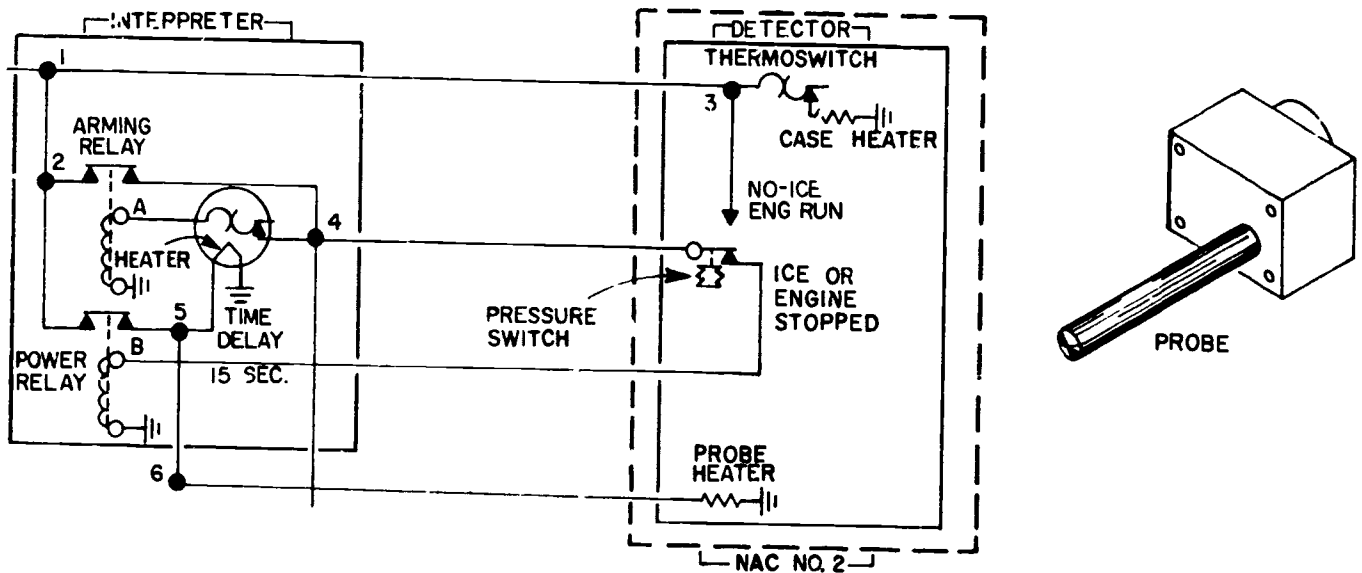 INTEPPRETER
1
ARMING
RELAY
2
A
HEATER
4
5
TIME
DELAY
15 SEC.
B
POWER
RELAY
6
DETECTOR
THERMOSWITCH
3
CASE HEATER
NO-ICE
ENG RUN
PRESSURE
SWITCH
ICE OR
ENGINE
STOPPED
PROBE
HEATER
NAC NO. 2
PROBE